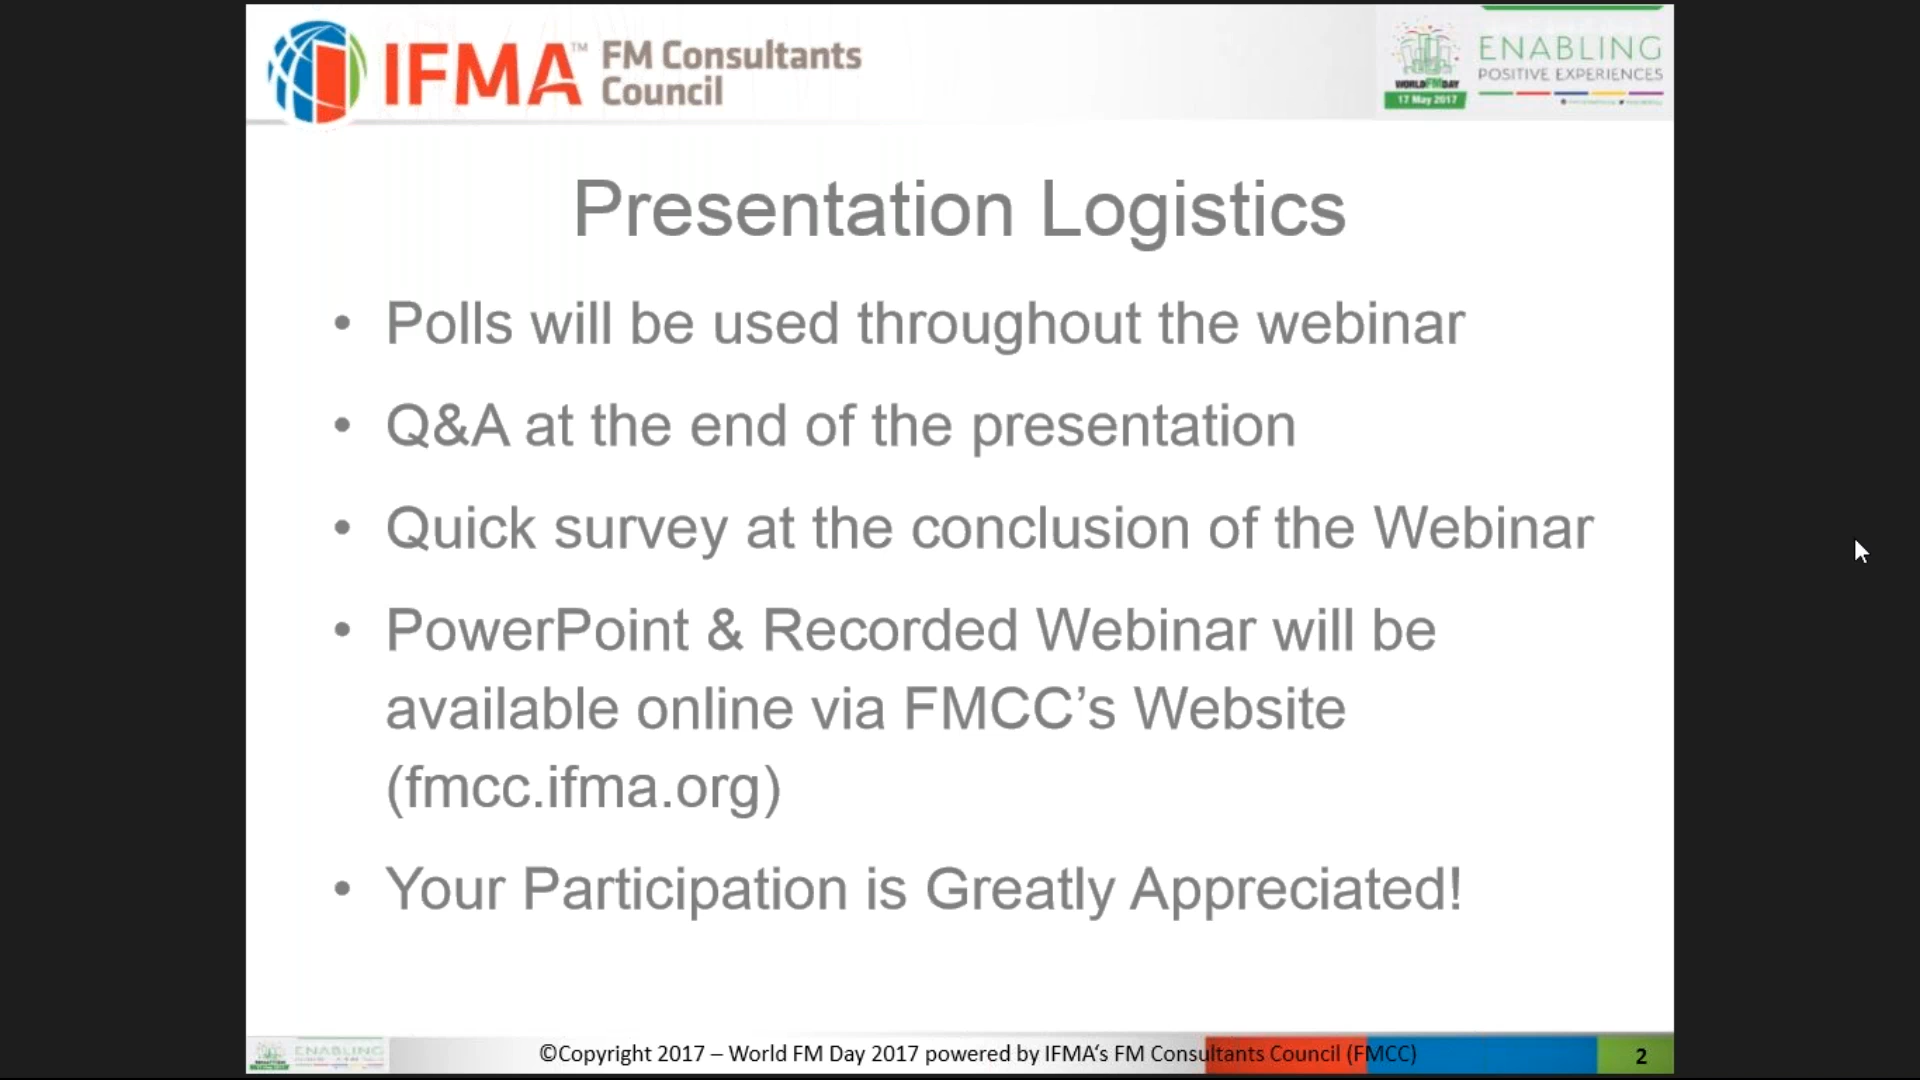 IFMA™ FM Consultants
Council
WORLD FM DAY
17 May 2017
ENABLING
POSITIVE EXPERIENCES
Presentation Logistics
• Polls will be used throughout the webinar
• Q&A at the end of the presentation
• Quick survey at the conclusion of the Webinar
• PowerPoint & Recorded Webinar will be
available online via FMCC’s Website
(fmcc.ifma.org)
• Your Participation is Greatly Appreciated!
ENABLING
©Copyright 2017 – World FM Day 2017 powered by IFMA‘s FM Consultants Council (FMCC)
2